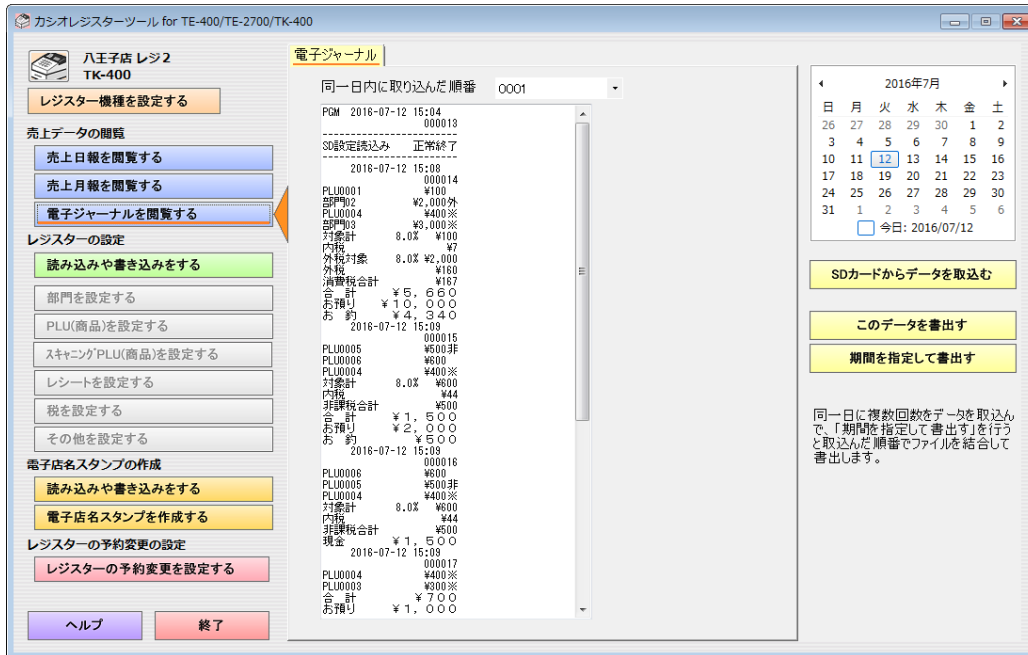 カシオレジスターツール for TE-400/TE-2700/TK-400
八王子店 レジ2
TK-400
レジスター機種を設定する
売上データの閲覧
売上日報を閲覧する
売上月報を閲覧する
電子ジャーナルを閲覧する
レジスターの設定
読み込みや書き込みをする
部門を設定する
PLU(商品)を設定する
スキャニングPLU(商品)を設定する
レシートを設定する
税を設定する
その他を設定する
電子店名スタンプの作成
読み込みや書き込みをする
電子店名スタンプを作成する
レジスターの予約変更の設定
レジスターの予約変更を設定する
ヘルプ 終了
電子ジャーナル
同一日内に取り込んだ順番 0001
PGM 2016-07-12 15:04
000013
------------------------
SD設定読込み 正常終了
------------------------
2016-07-12 15:08
000014
PLU0001 ¥100
部門02 ¥2,000外
PLU0004 ¥400※
部門03 ¥3,000※
対象計 8.0% ¥100
内税 ¥7
外税対象 8.0% ¥2,000
外税 ¥160
消費税合計 ¥167
合 計 ¥5,660
お預り ¥10,000
お 釣 ¥4,340
2016-07-12 15:09
000015
PLU0005 ¥500非
PLU0006 ¥600
PLU0004 ¥400※
対象計 8.0% ¥600
内税 ¥44
非課税合計 ¥500
合 計 ¥1,500
お預り ¥2,000
お 釣 ¥500
2016-07-12 15:09
000016
PLU0006 ¥600
PLU0005 ¥500非
PLU0004 ¥400※
対象計 8.0% ¥600
内税 ¥44
非課税合計 ¥500
現金 ¥1,500
2016-07-12 15:09
000017
PLU0004 ¥400※
PLU0003 ¥300※
合 計 ¥700
お預り ¥1,000
2016年7月
日 月 火 水 木 金 土
26 27 28 29 30 1 2
3 4 5 6 7 8 9
10 11 12 13 14 15 16
17 18 19 20 21 22 23
24 25 26 27 28 29 30
31 1 2 3 4 5 6
今日: 2016/07/12
SDカードからデータを取込む
このデータを書出す
期間を指定して書出す
同一日に複数回数をデータを取込ん
で、「期間を指定して書出す」を行う
と取込んだ順番でファイルを結合して
書出します。